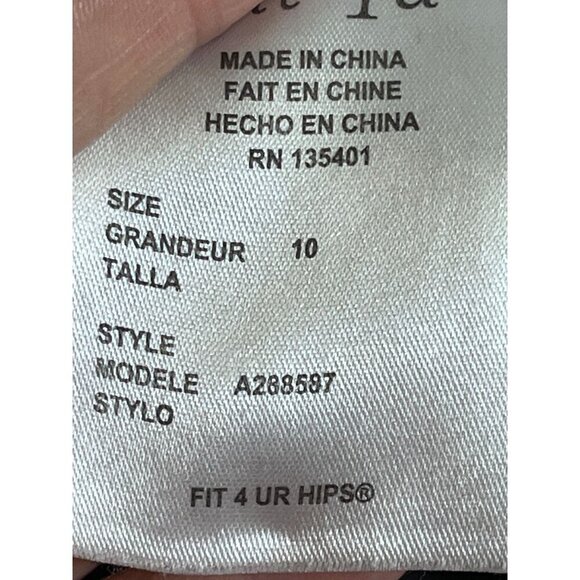 MADE IN CHINA
FAIT EN CHINE
HECHO EN CHINA
RN 135401
SIZE
GRANDEUR 10
TALLA
STYLE
MODELE A288587
STYLO
FIT 4 UR HIPS®